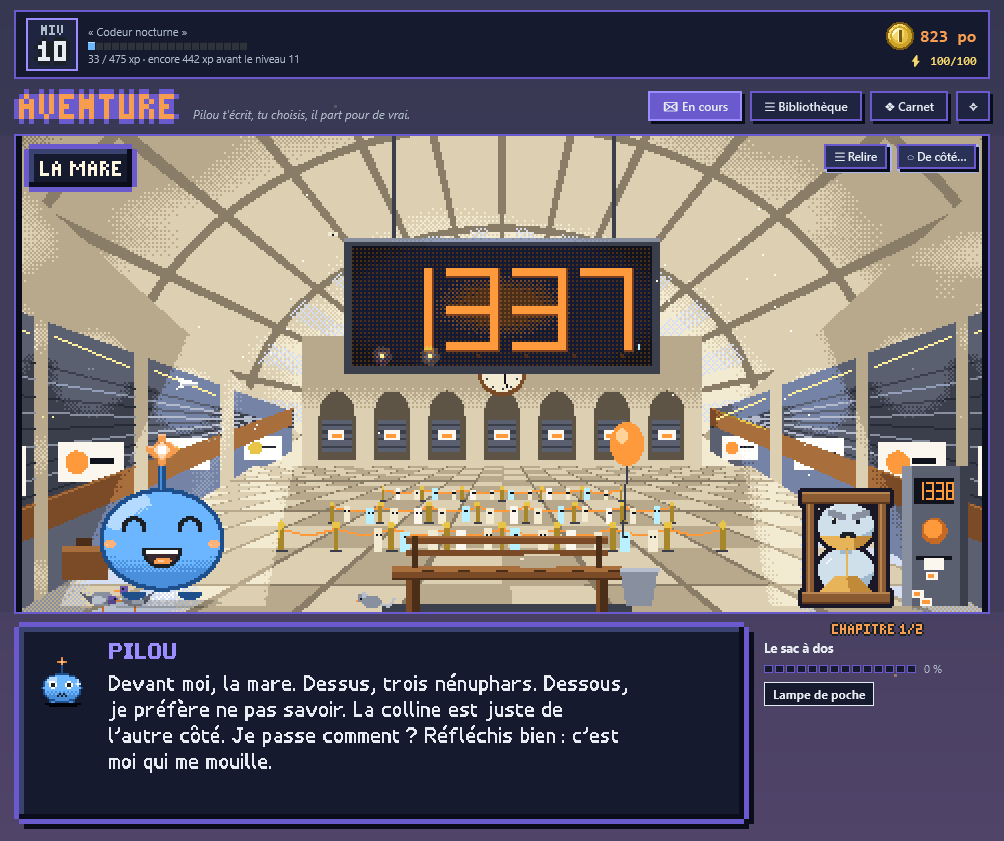 NIV
10
« Codeur nocturne »
33 / 475 xp · encore 442 xp avant le niveau 11
823 po
100/100
AVENTURE
Pilou t'écrit, tu choisis, il part pour de vrai.
En cours
Bibliothèque
Carnet
LA MARE
Relire
De côté…
1337
1338
PILOU
Devant moi, la mare. Dessus, trois nénuphars. Dessous,
je préfère ne pas savoir. La colline est juste de
l'autre côté. Je passe comment ? Réfléchis bien : c'est
moi qui me mouille.
CHAPITRE 1/2
Le sac à dos
0 %
Lampe de poche